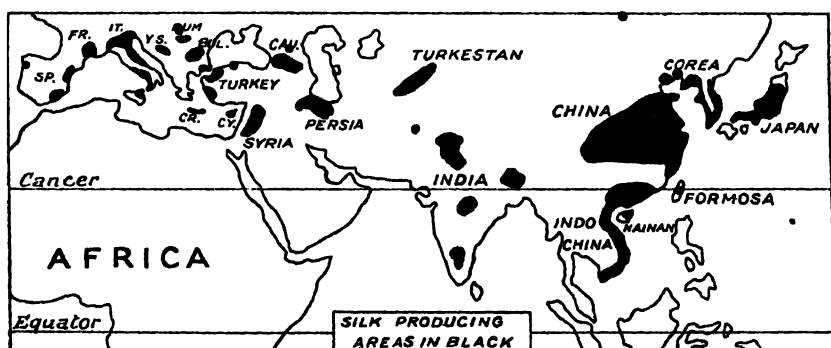 RUM.
FR.
IT.
YS.
BUL.
CAU.
TURKESTAN
COREA
SP.
TURKEY
CHINA
CR.
CY.
PERSIA
JAPAN
SYRIA
Cancer
INDIA
FORMOSA
INDO
HAINAN
CHINA
AFRICA
Equator
SILK PRODUCING
AREAS IN BLACK